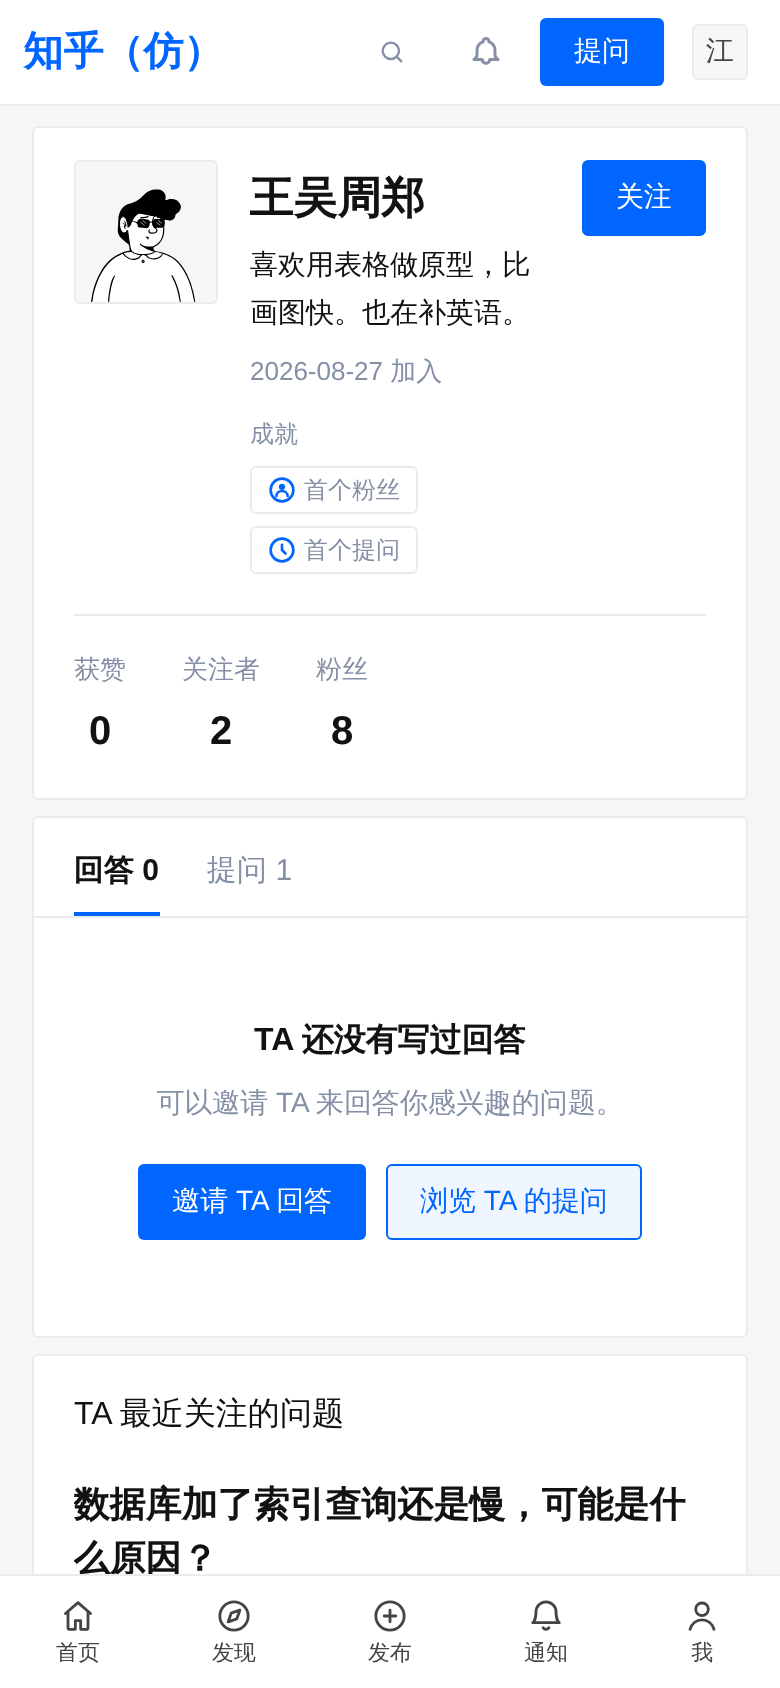 知乎（仿）
提问
江
王吴周郑
关注
喜欢用表格做原型，比
画图快。也在补英语。
2026-08-27 加入
成就
首个粉丝
首个提问
获赞 关注者 粉丝
0 2 8
回答 0 提问 1
TA 还没有写过回答
可以邀请 TA 来回答你感兴趣的问题。
邀请 TA 回答 浏览 TA 的提问
TA 最近关注的问题
数据库加了索引查询还是慢，可能是什
么原因？
首页 发现 发布 通知 我